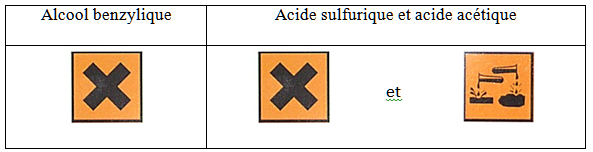 Alcool benzylique
Acide sulfurique et acide acétique
et